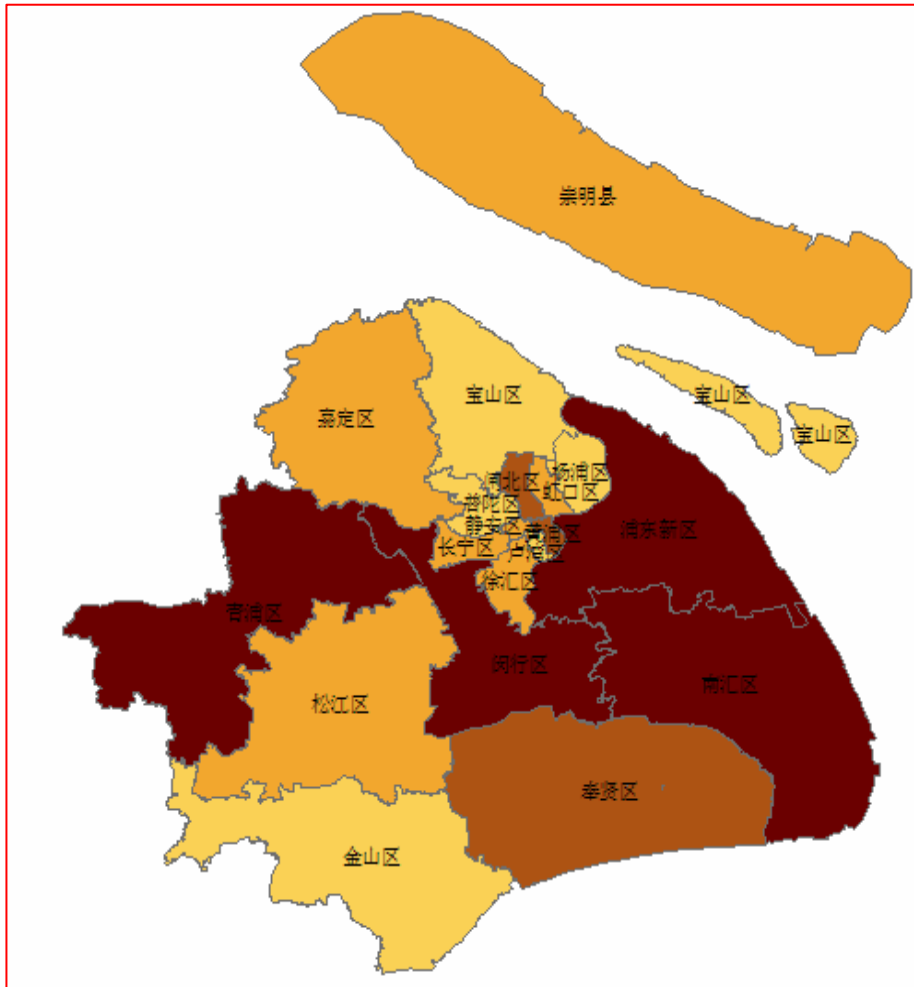 崇明县
宝山区
宝山区
嘉定区
宝山区
杨浦区
闸北区
虹口区
普陀区
静安区
黄浦区
浦东新区
长宁区
卢湾区
徐汇区
青浦区
闵行区
南汇区
松江区
奉贤区
金山区